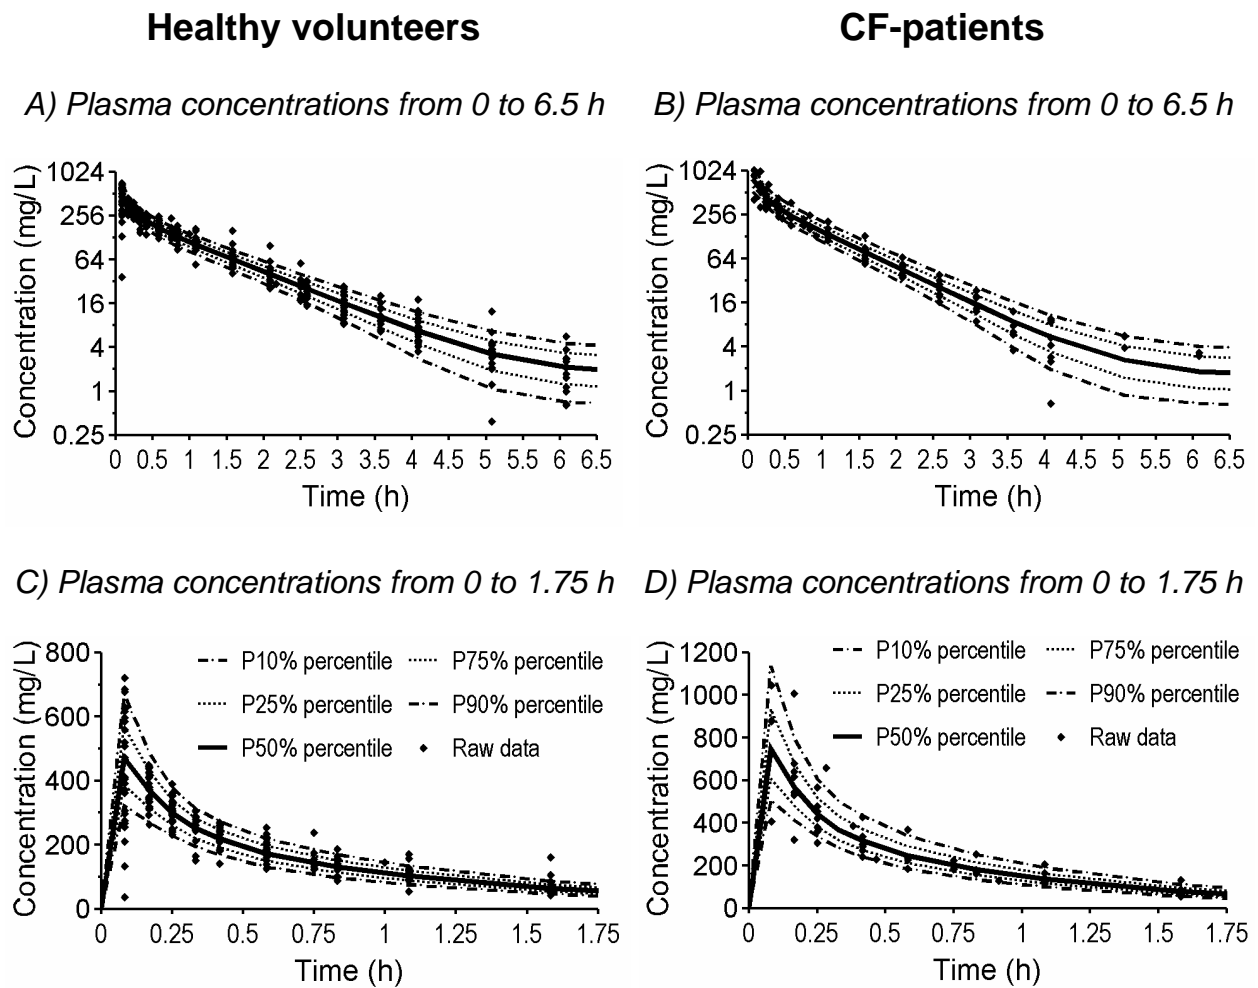 Healthy volunteers
CF-patients
A) Plasma concentrations from 0 to 6.5 h
B) Plasma concentrations from 0 to 6.5 h
Concentration (mg/L)
1024
256
64
16
4
1
0.25
0 0.5 1 1.5 2 2.5 3 3.5 4 4.5 5 5.5 6 6.5
Time (h)
Concentration (mg/L)
1024
256
64
16
4
1
0.25
0 0.5 1 1.5 2 2.5 3 3.5 4 4.5 5 5.5 6 6.5
Time (h)
C) Plasma concentrations from 0 to 1.75 h
D) Plasma concentrations from 0 to 1.75 h
Concentration (mg/L)
800
600
400
200
0
P10% percentile P75% percentile
P25% percentile P90% percentile
P50% percentile Raw data
0 0.25 0.5 0.75 1 1.25 1.5 1.75
Time (h)
Concentration (mg/L)
1200
1000
800
600
400
200
0
P10% percentile P75% percentile
P25% percentile P90% percentile
P50% percentile Raw data
0 0.25 0.5 0.75 1 1.25 1.5 1.75
Time (h)